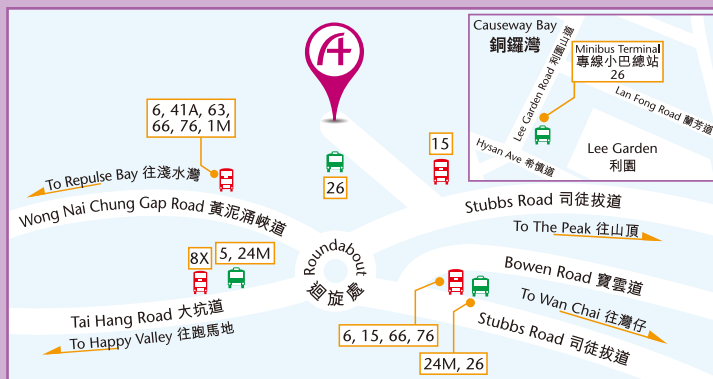 Causeway Bay
銅鑼灣
Minibus Terminal
專線小巴總站
26
Lee Garden Road 利園山道
Lan Fong Road 蘭芳道
Hysan Ave 希慎道
Lee Garden
利園
6, 41A, 63,
66, 76, 1M
26
15
To Repulse Bay 往淺水灣
Wong Nai Chung Gap Road 黃泥涌峽道
Stubbs Road 司徒拔道
To The Peak 往山頂
8X
5, 24M
Roundabout
迴旋處
Bowen Road 寶雲道
To Wan Chai 往灣仔
Tai Hang Road 大坑道
To Happy Valley 往跑馬地
6, 15, 66, 76
24M, 26
Stubbs Road 司徒拔道